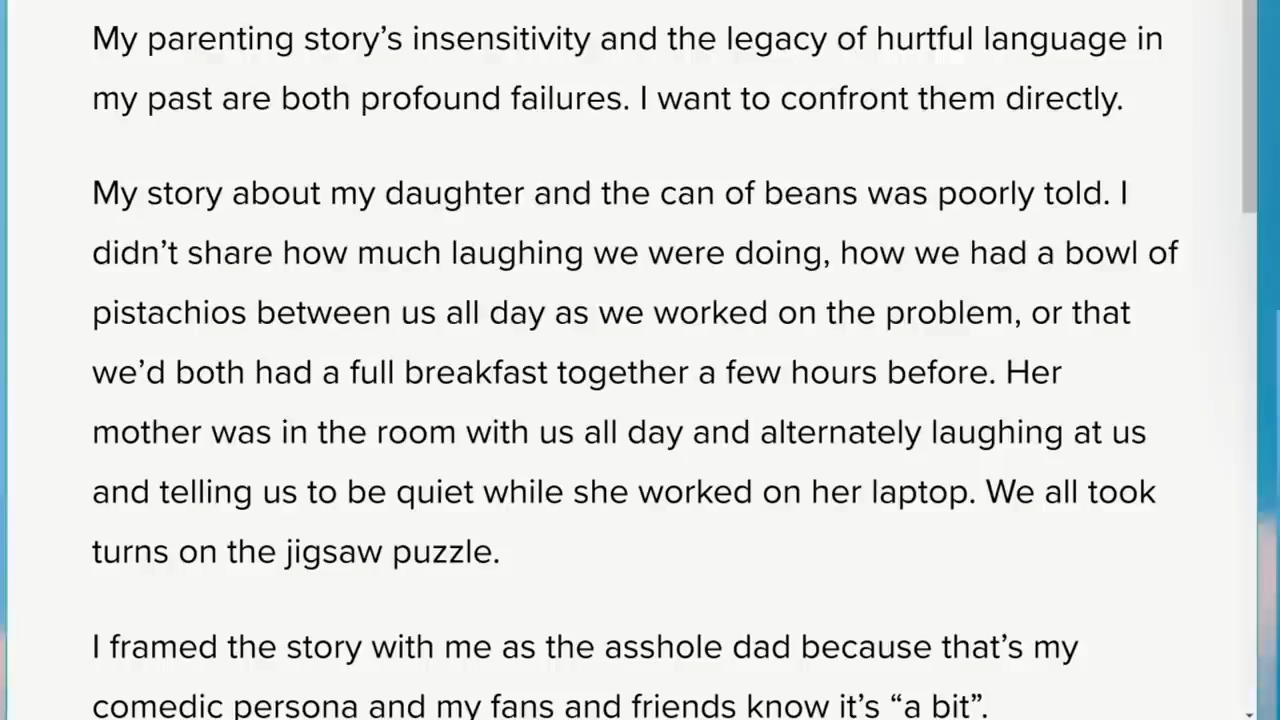 My parenting story’s insensitivity and the legacy of hurtful language in
my past are both profound failures. I want to confront them directly.
My story about my daughter and the can of beans was poorly told. I
didn’t share how much laughing we were doing, how we had a bowl of
pistachios between us all day as we worked on the problem, or that
we’d both had a full breakfast together a few hours before. Her
mother was in the room with us all day and alternately laughing at us
and telling us to be quiet while she worked on her laptop. We all took
turns on the jigsaw puzzle.
I framed the story with me as the asshole dad because that’s my
comedic persona and my fans and friends know it’s “a bit”.